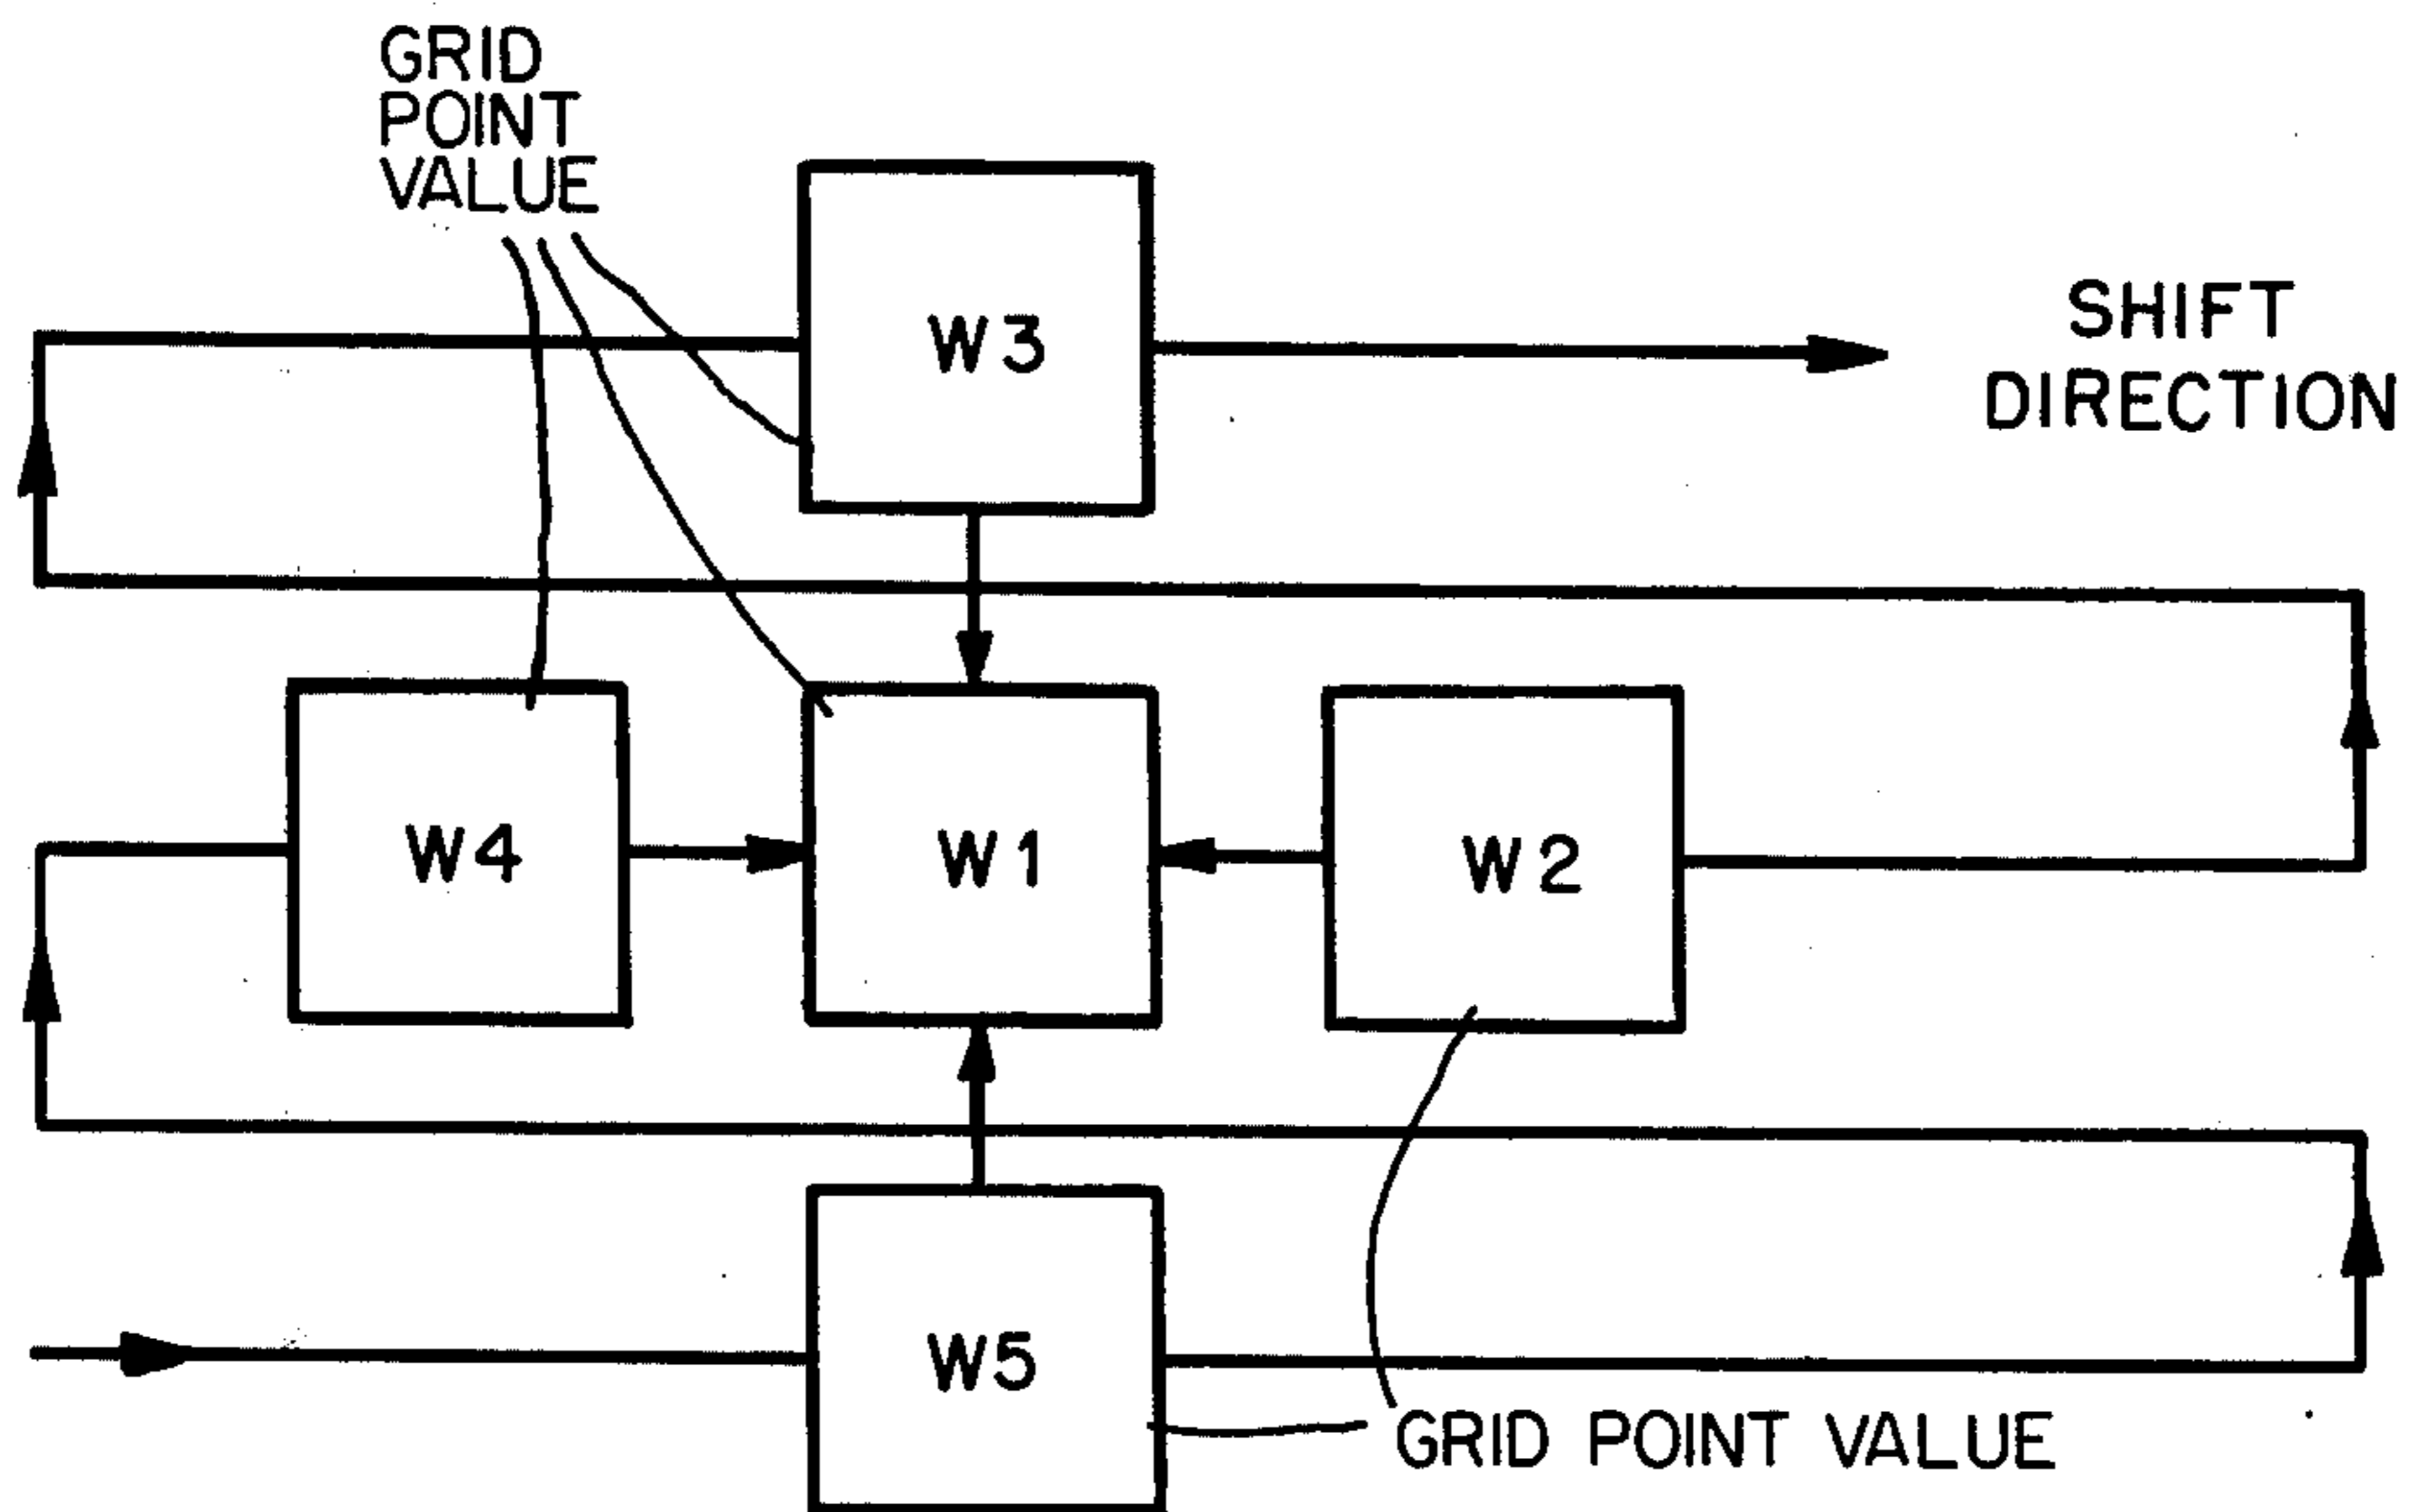 GRID
POINT
VALUE
W3
SHIFT
DIRECTION
W4
W1
W2
W5
GRID POINT VALUE